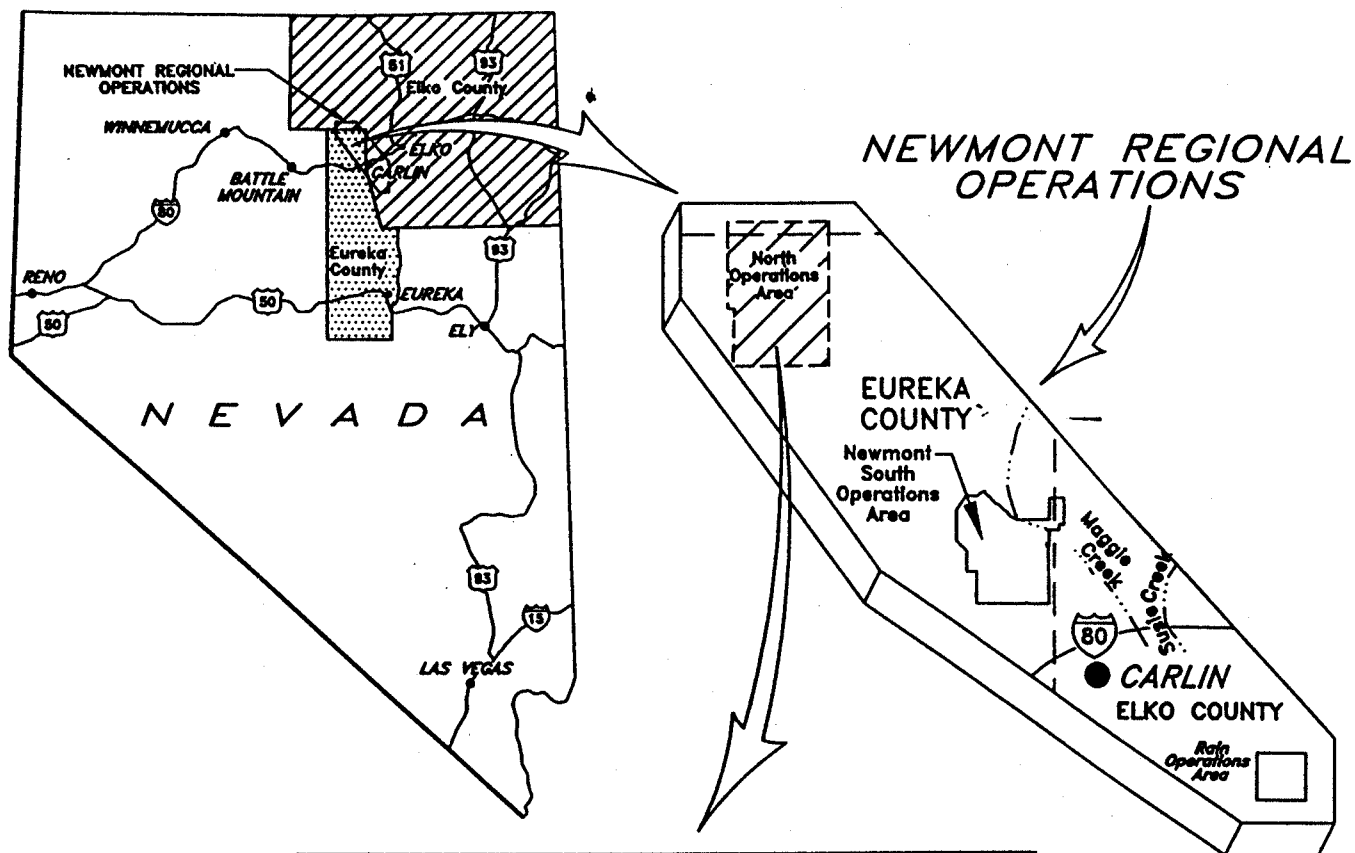 NEWMONT REGIONAL
OPERATIONS
81
93
Elko County
WINNEMUCCA
ELKO
CARLIN
BATTLE
MOUNTAIN
80
Eureka
County
93
RENO
50
50
EUREKA
ELY
NEVADA
93
15
LAS VEGAS
NEWMONT REGIONAL
OPERATIONS
North
Operations
Area
EUREKA
COUNTY
Newmont
South
Operations
Area
Maggie
Creek
Susie Creek
80
CARLIN
ELKO COUNTY
Rain
Operations
Area